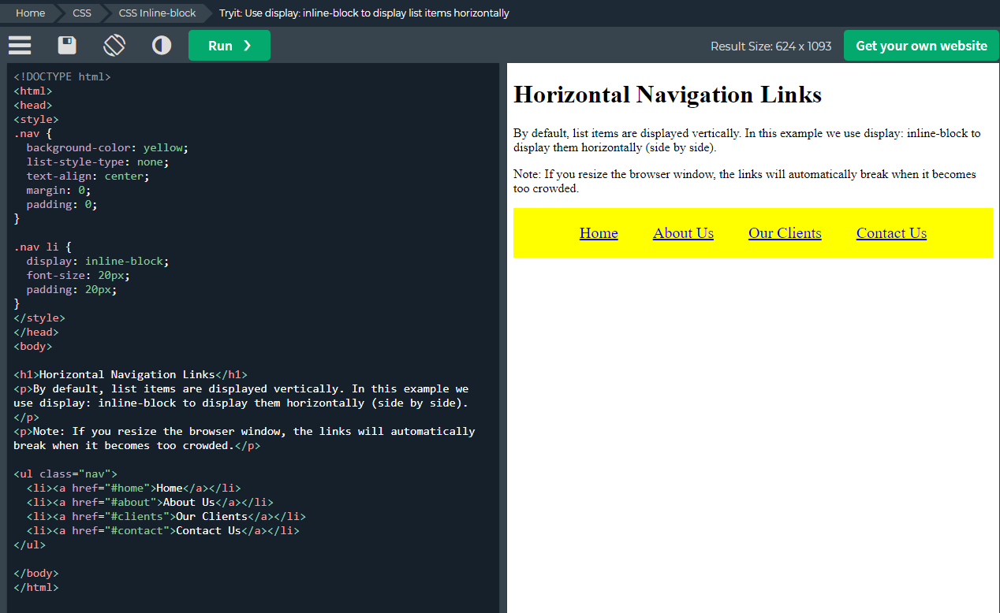 Home CSS CSS Inline-block Tryit: Use display: inline-block to display list items horizontally
Run ❯ Result Size: 624 x 1093 Get your own website
<!DOCTYPE html>
<html>
<head>
<style>
.nav {
  background-color: yellow;
  list-style-type: none;
  text-align: center;
  margin: 0;
  padding: 0;
}

.nav li {
  display: inline-block;
  font-size: 20px;
  padding: 20px;
}
</style>
</head>
<body>

<h1>Horizontal Navigation Links</h1>
<p>By default, list items are displayed vertically. In this example we
use display: inline-block to display them horizontally (side by side).
</p>
<p>Note: If you resize the browser window, the links will automatically
break when it becomes too crowded.</p>

<ul class="nav">
  <li><a href="#home">Home</a></li>
  <li><a href="#about">About Us</a></li>
  <li><a href="#clients">Our Clients</a></li>
  <li><a href="#contact">Contact Us</a></li>
</ul>

</body>
</html>
Horizontal Navigation Links
By default, list items are displayed vertically. In this example we use display: inline-block to
display them horizontally (side by side).
Note: If you resize the browser window, the links will automatically break when it becomes
too crowded.
Home About Us Our Clients Contact Us